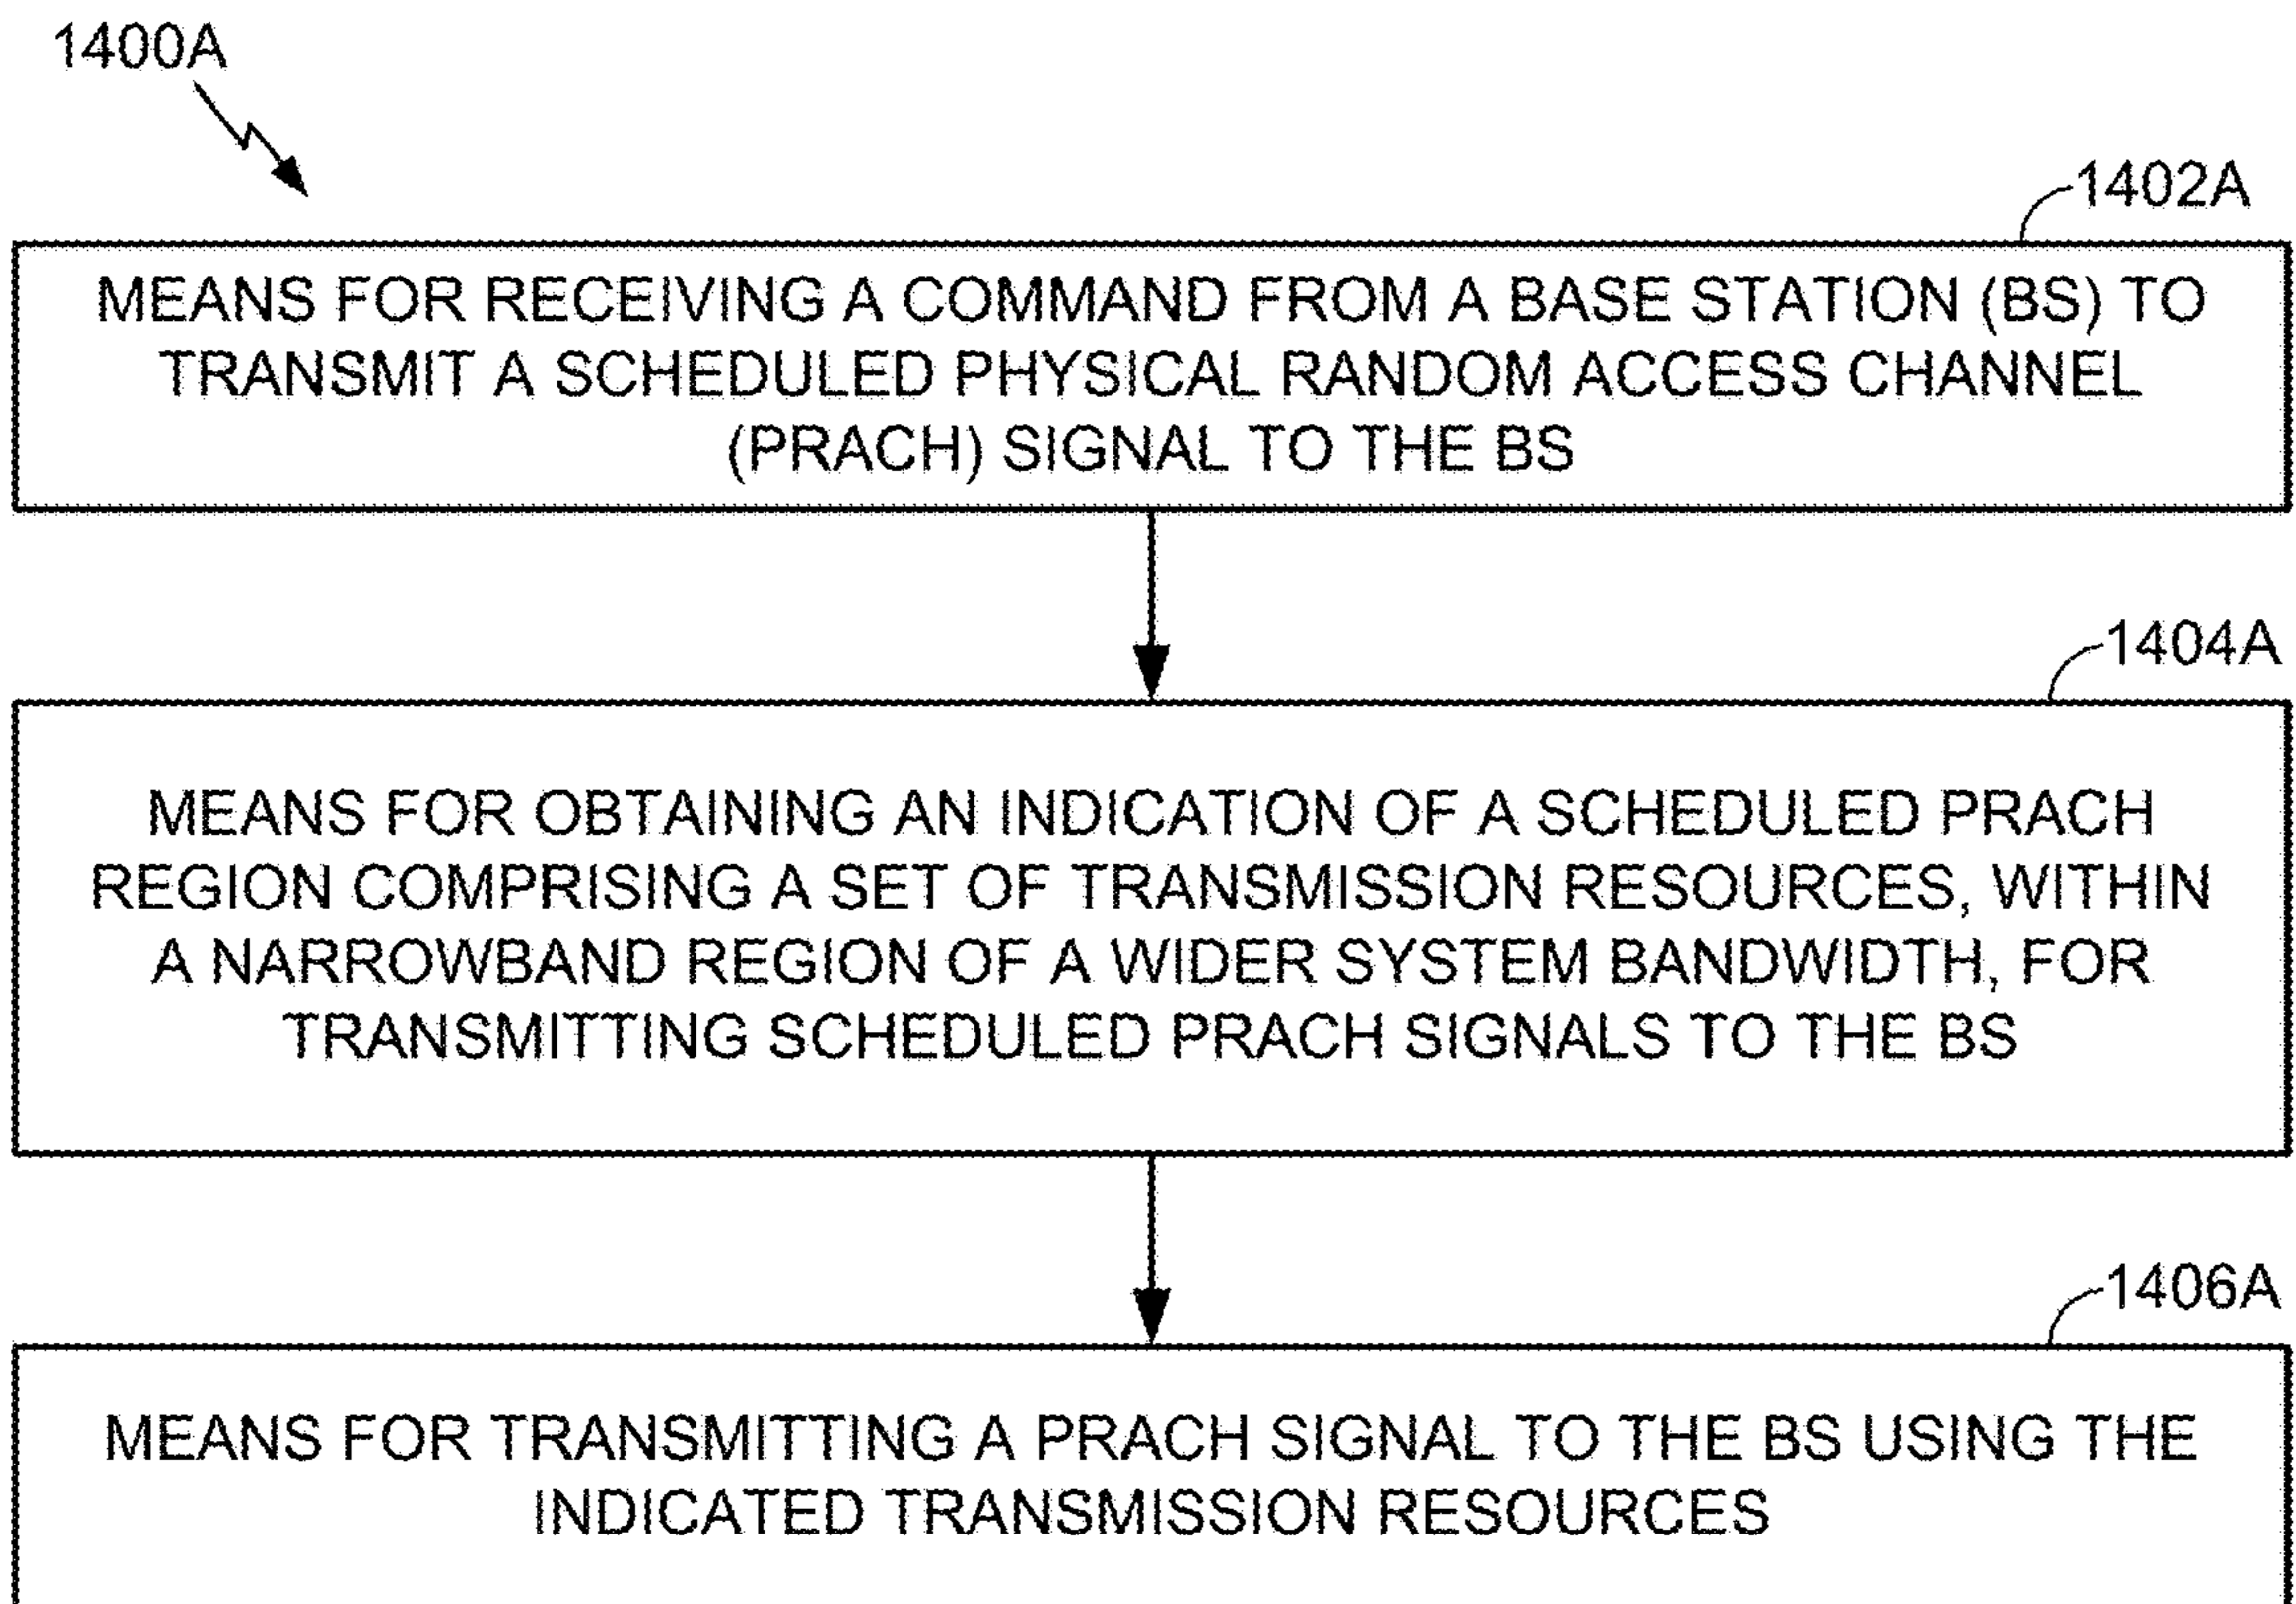 1400A
1402A
MEANS FOR RECEIVING A COMMAND FROM A BASE STATION (BS) TO
TRANSMIT A SCHEDULED PHYSICAL RANDOM ACCESS CHANNEL
(PRACH) SIGNAL TO THE BS
1404A
MEANS FOR OBTAINING AN INDICATION OF A SCHEDULED PRACH
REGION COMPRISING A SET OF TRANSMISSION RESOURCES, WITHIN
A NARROWBAND REGION OF A WIDER SYSTEM BANDWIDTH, FOR
TRANSMITTING SCHEDULED PRACH SIGNALS TO THE BS
1406A
MEANS FOR TRANSMITTING A PRACH SIGNAL TO THE BS USING THE
INDICATED TRANSMISSION RESOURCES